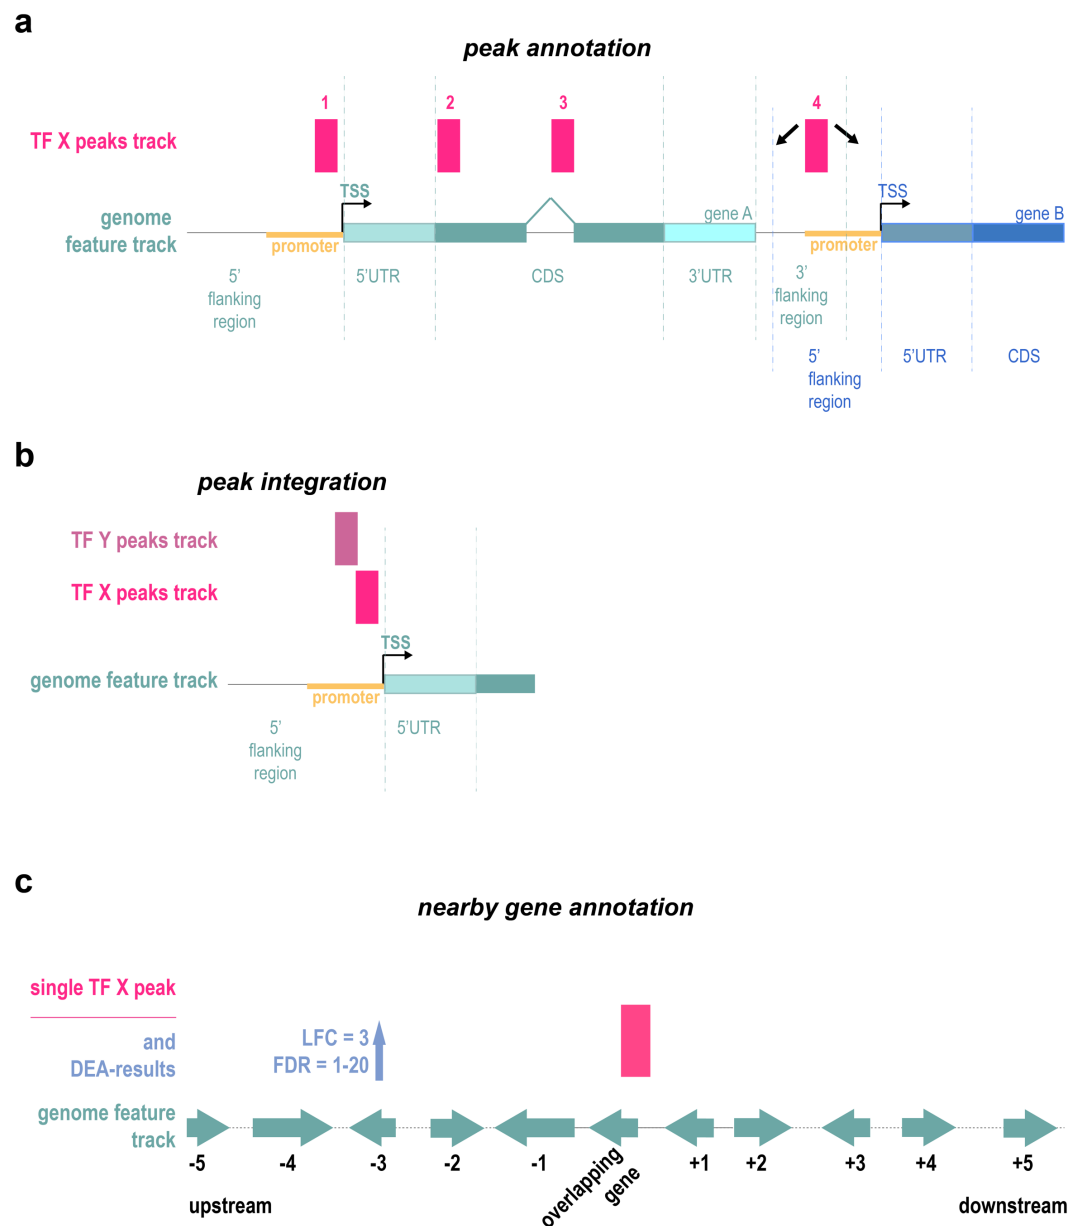 a
peak annotation
1
2
3
4
TF X peaks track
TSS
TSS
genome
feature track
gene A
gene B
promoter
promoter
5’
flanking
region
5’UTR
CDS
3’UTR
3’
flanking
region
5’
flanking
region
5’UTR
CDS
b
peak integration
TF Y peaks track
TF X peaks track
TSS
genome feature track
promoter
5’
flanking
region
5’UTR
c
nearby gene annotation
single TF X peak
and
DEA-results
LFC = 3
FDR = 1-20
genome feature
track
-5
-4
-3
-2
-1
overlapping
gene
+1
+2
+3
+4
+5
upstream
downstream